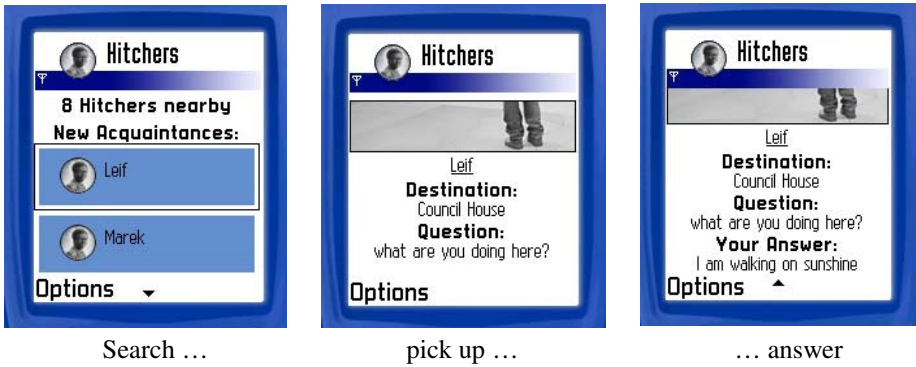 Hitchers
8 Hitchers nearby
New Acquaintances:
Leif
Marek
Options
Search …
Hitchers
Leif
Destination:
Council House
Question:
what are you doing here?
Options
pick up …
Hitchers
Leif
Destination:
Council House
Question:
what are you doing here?
Your Answer:
I am walking on sunshine
Options
… answer